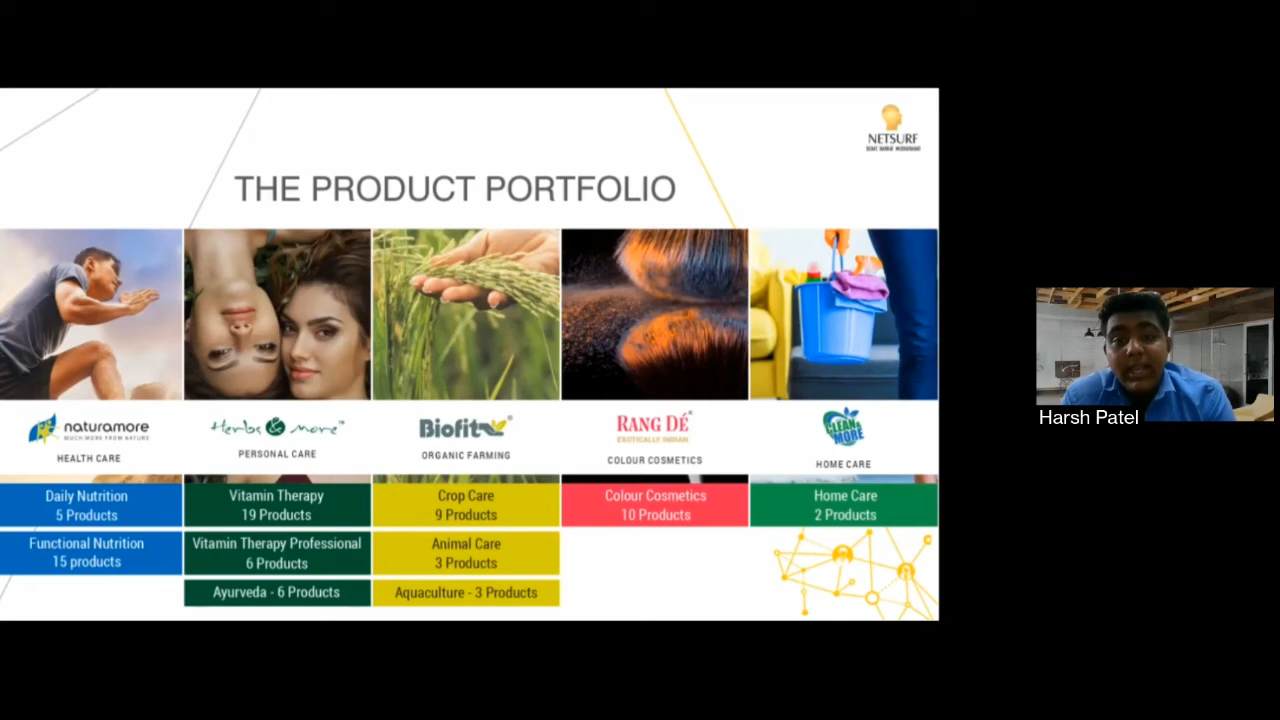 NETSURF
THE PRODUCT PORTFOLIO
naturamore
MUCH MORE FROM NATURE
HEALTH CARE
Herbs & More™
PERSONAL CARE
Biofit®
ORGANIC FARMING
RANG DÉ
EXOTICALLY INDIAN
COLOUR COSMETICS
CLEAN & MORE
HOME CARE
Daily Nutrition
5 Products
Functional Nutrition
15 products
Vitamin Therapy
19 Products
Vitamin Therapy Professional
6 Products
Ayurveda - 6 Products
Crop Care
9 Products
Animal Care
3 Products
Aquaculture - 3 Products
Colour Cosmetics
10 Products
Home Care
2 Products
Harsh Patel